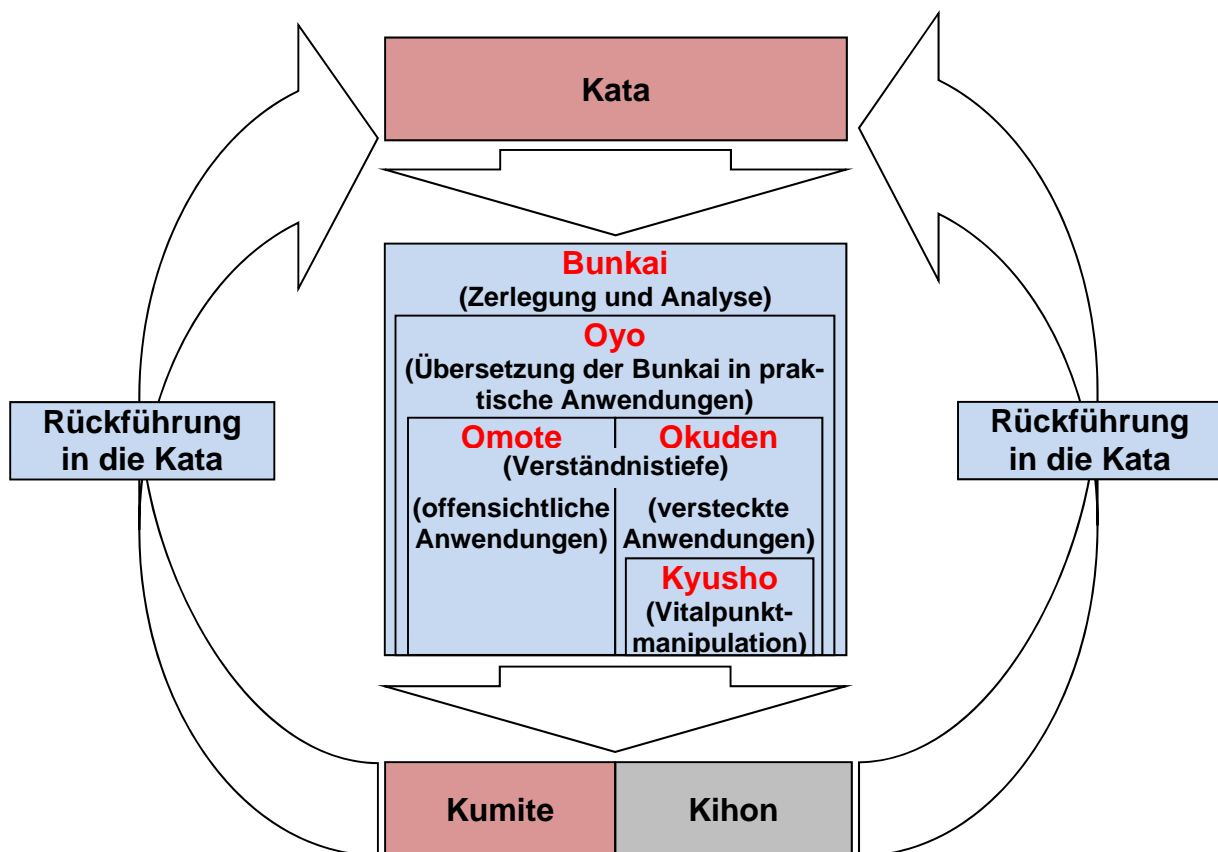 Kata
Bunkai
(Zerlegung und Analyse)
Oyo
(Übersetzung der Bunkai in prak-
tische Anwendungen)
Omote Okuden
(Verständnistiefe)
(offensichtliche
Anwendungen)
(versteckte
Anwendungen)
Kyusho
(Vitalpunkt-
manipulation)
Rückführung
in die Kata
Rückführung
in die Kata
Kumite
Kihon